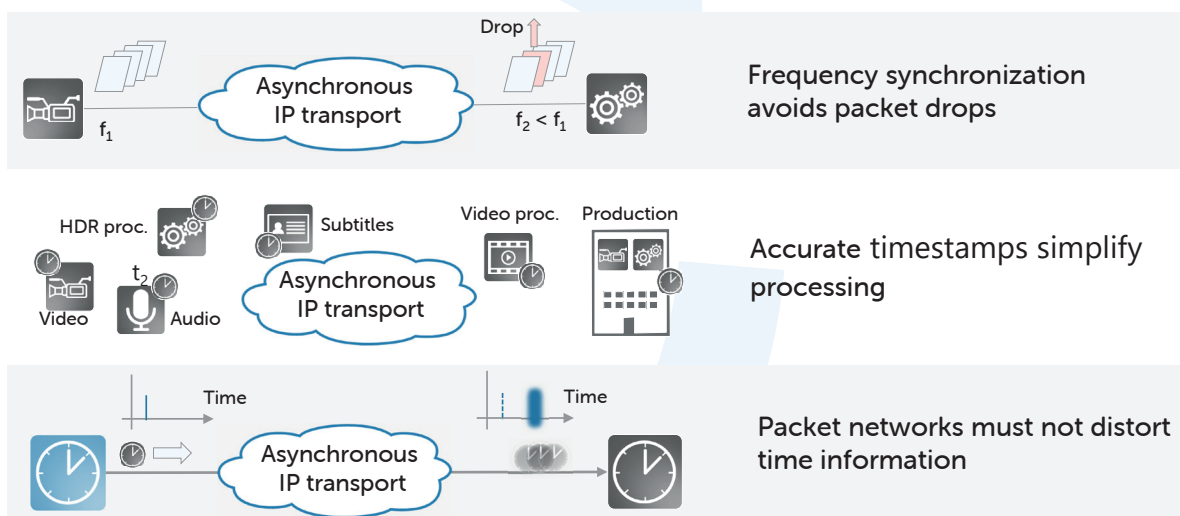 Drop
Asynchronous
IP transport
f₁
f₂ < f₁
Frequency synchronization
avoids packet drops
HDR proc.
Subtitles
Video proc.
Production
t₂
Video
Audio
Asynchronous
IP transport
Accurate timestamps simplify
processing
Time
Time
Asynchronous
IP transport
Packet networks must not distort
time information